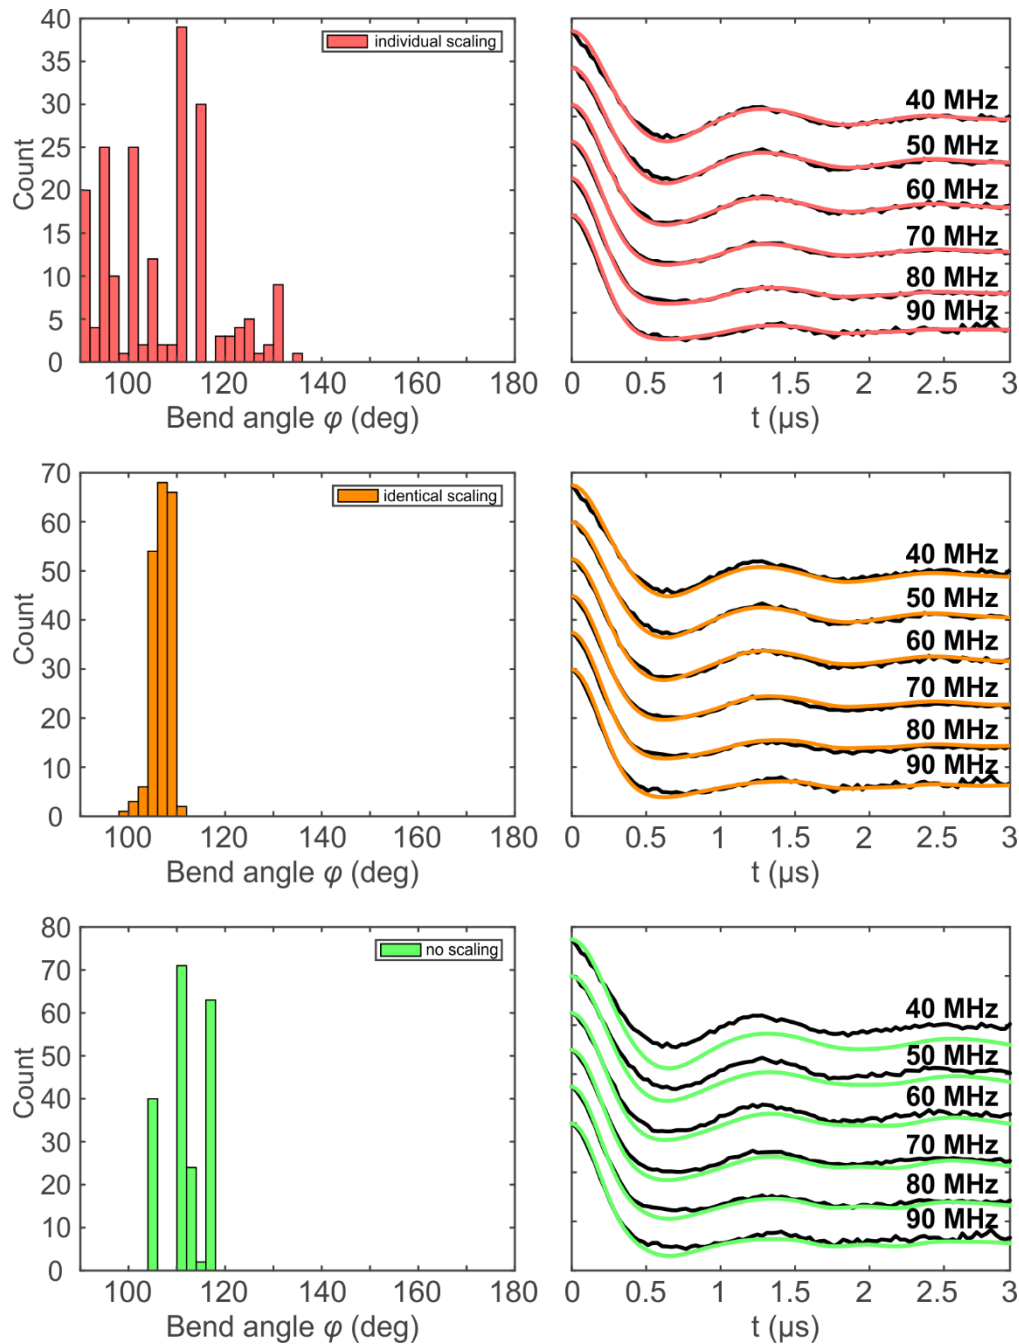 40
35
30
25
20
15
10
5
0
Count
individual scaling
100 120 140 160 180
Bend angle φ (deg)
40 MHz
50 MHz
60 MHz
70 MHz
80 MHz
90 MHz
0 0.5 1 1.5 2 2.5 3
t (μs)
70
60
50
40
30
20
10
0
Count
identical scaling
100 120 140 160 180
Bend angle φ (deg)
40 MHz
50 MHz
60 MHz
70 MHz
80 MHz
90 MHz
0 0.5 1 1.5 2 2.5 3
t (μs)
80
70
60
50
40
30
20
10
0
Count
no scaling
100 120 140 160 180
Bend angle φ (deg)
40 MHz
50 MHz
60 MHz
70 MHz
80 MHz
90 MHz
0 0.5 1 1.5 2 2.5 3
t (μs)